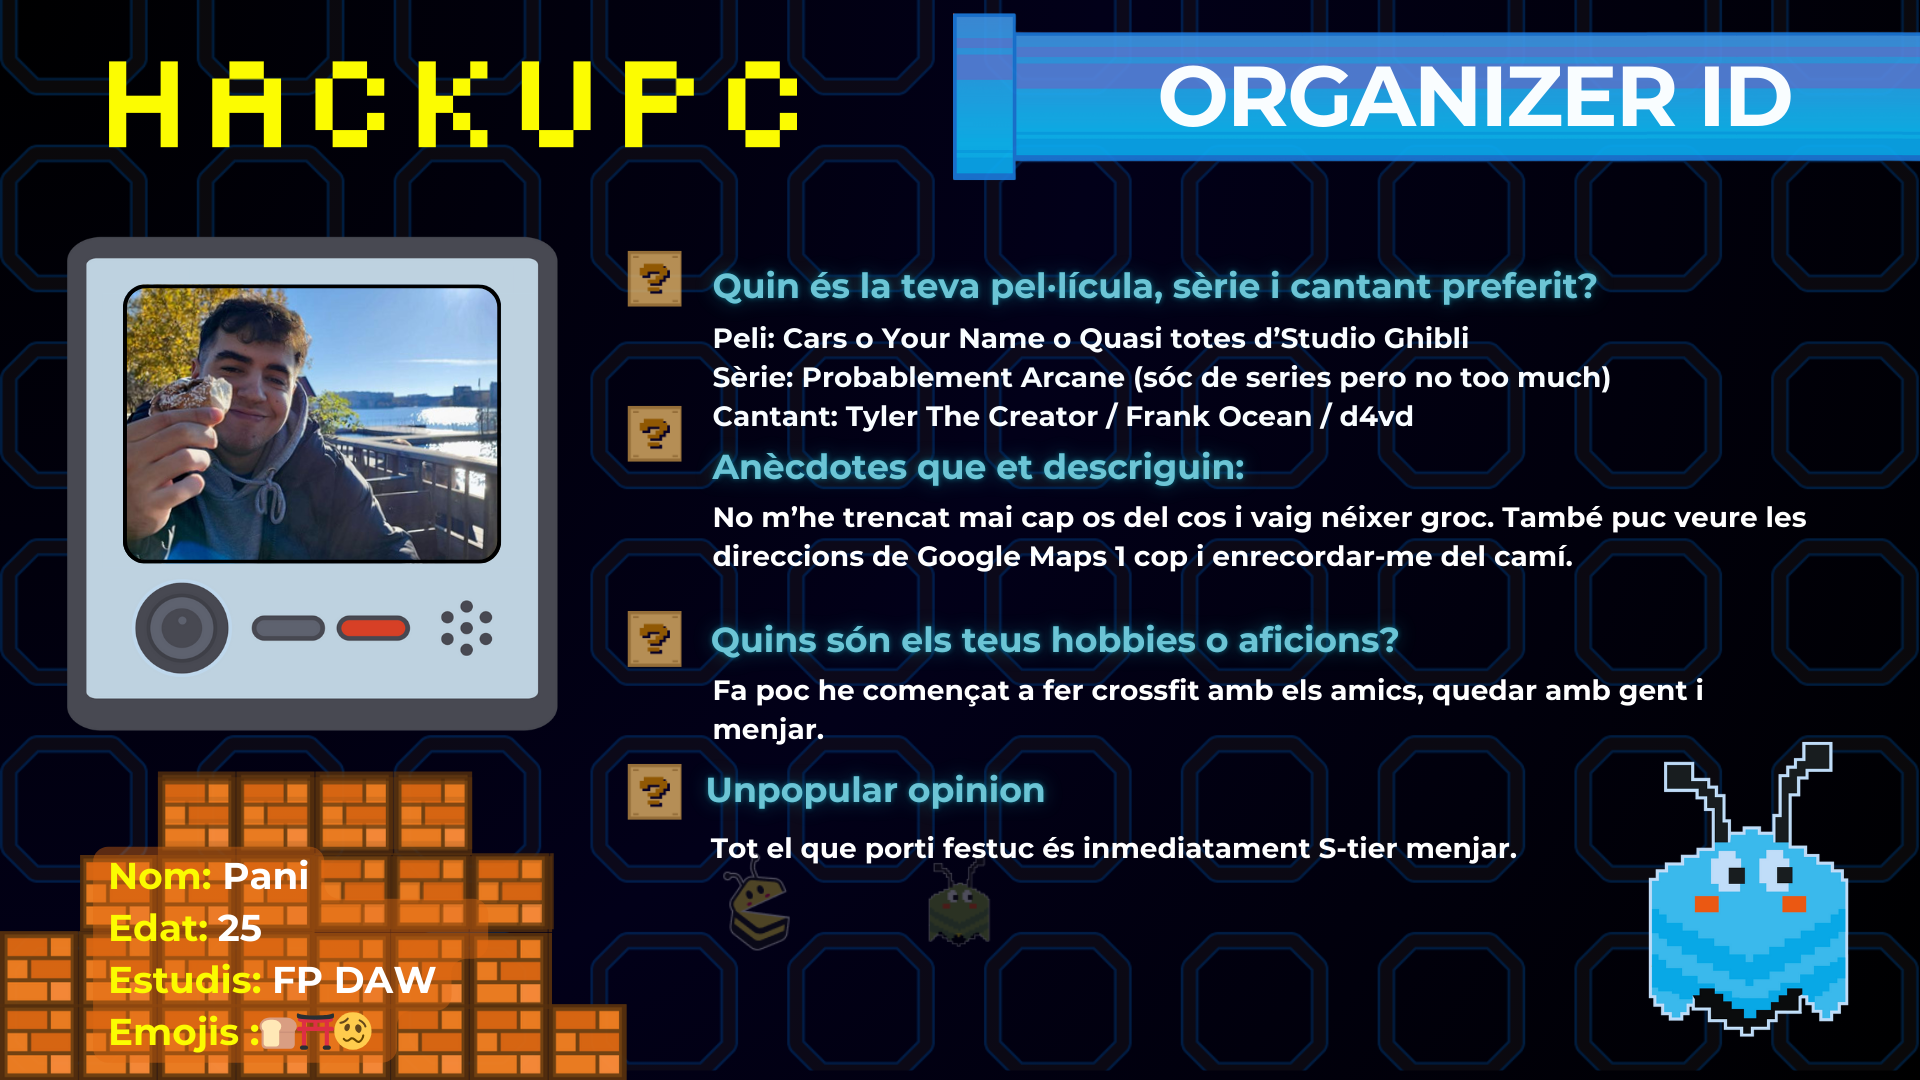 HACKUPC
ORGANIZER ID
Quin és la teva pel·lícula, sèrie i cantant preferit?
Peli: Cars o Your Name o Quasi totes d’Studio Ghibli
Sèrie: Probablement Arcane (sóc de series pero no too much)
Cantant: Tyler The Creator / Frank Ocean / d4vd
Anècdotes que et descriguin:
No m’he trencat mai cap os del cos i vaig néixer groc. També puc veure les
direccions de Google Maps 1 cop i enrecordar-me del camí.
Quins són els teus hobbies o aficions?
Fa poc he començat a fer crossfit amb els amics, quedar amb gent i
menjar.
Unpopular opinion
Tot el que porti festuc és inmediatament S-tier menjar.
Nom: Pani
Edat: 25
Estudis: FP DAW
Emojis :🍞⛩️🥴